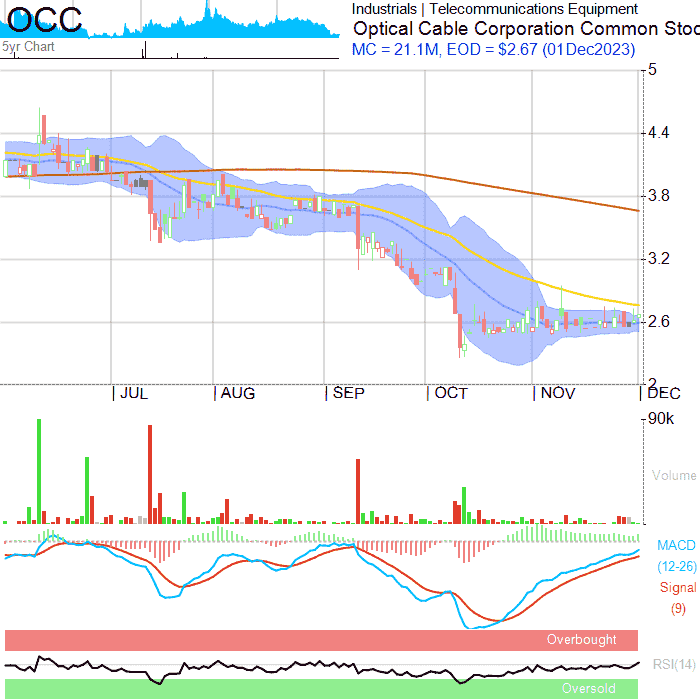 OCC
5yr Chart
Industrials | Telecommunications Equipment
Optical Cable Corporation Common Stoc
MC = 21.1M, EOD = $2.67 (01Dec2023)
5
4.4
3.8
3.2
2.6
2
JUL AUG SEP OCT NOV DEC
90k
Volume
MACD
(12-26)
Signal
(9)
Overbought
RSI(14)
Oversold